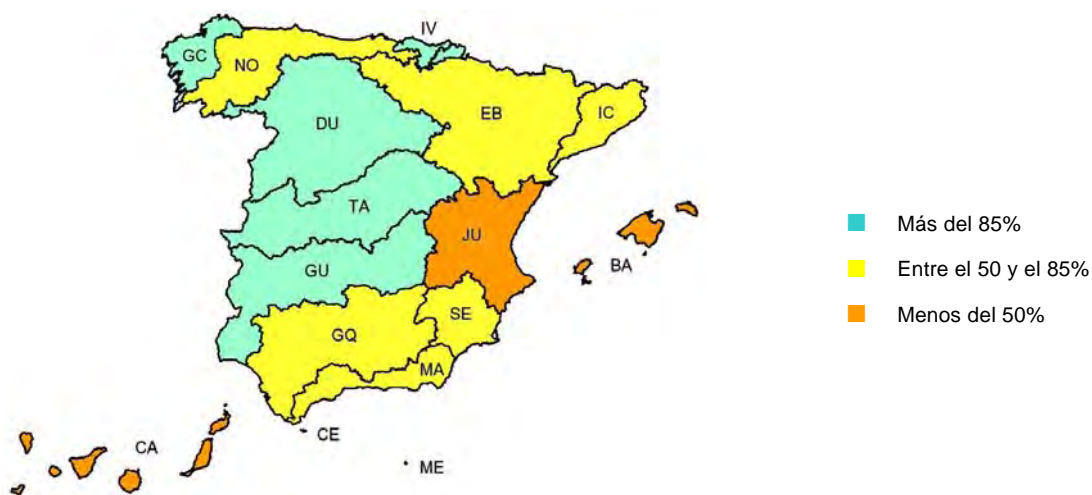 IV
GC
NO
EB
IC
DU
TA
JU
BA
GU
SE
GQ
MA
CE
CA
ME
Más del 85%
Entre el 50 y el 85%
Menos del 50%